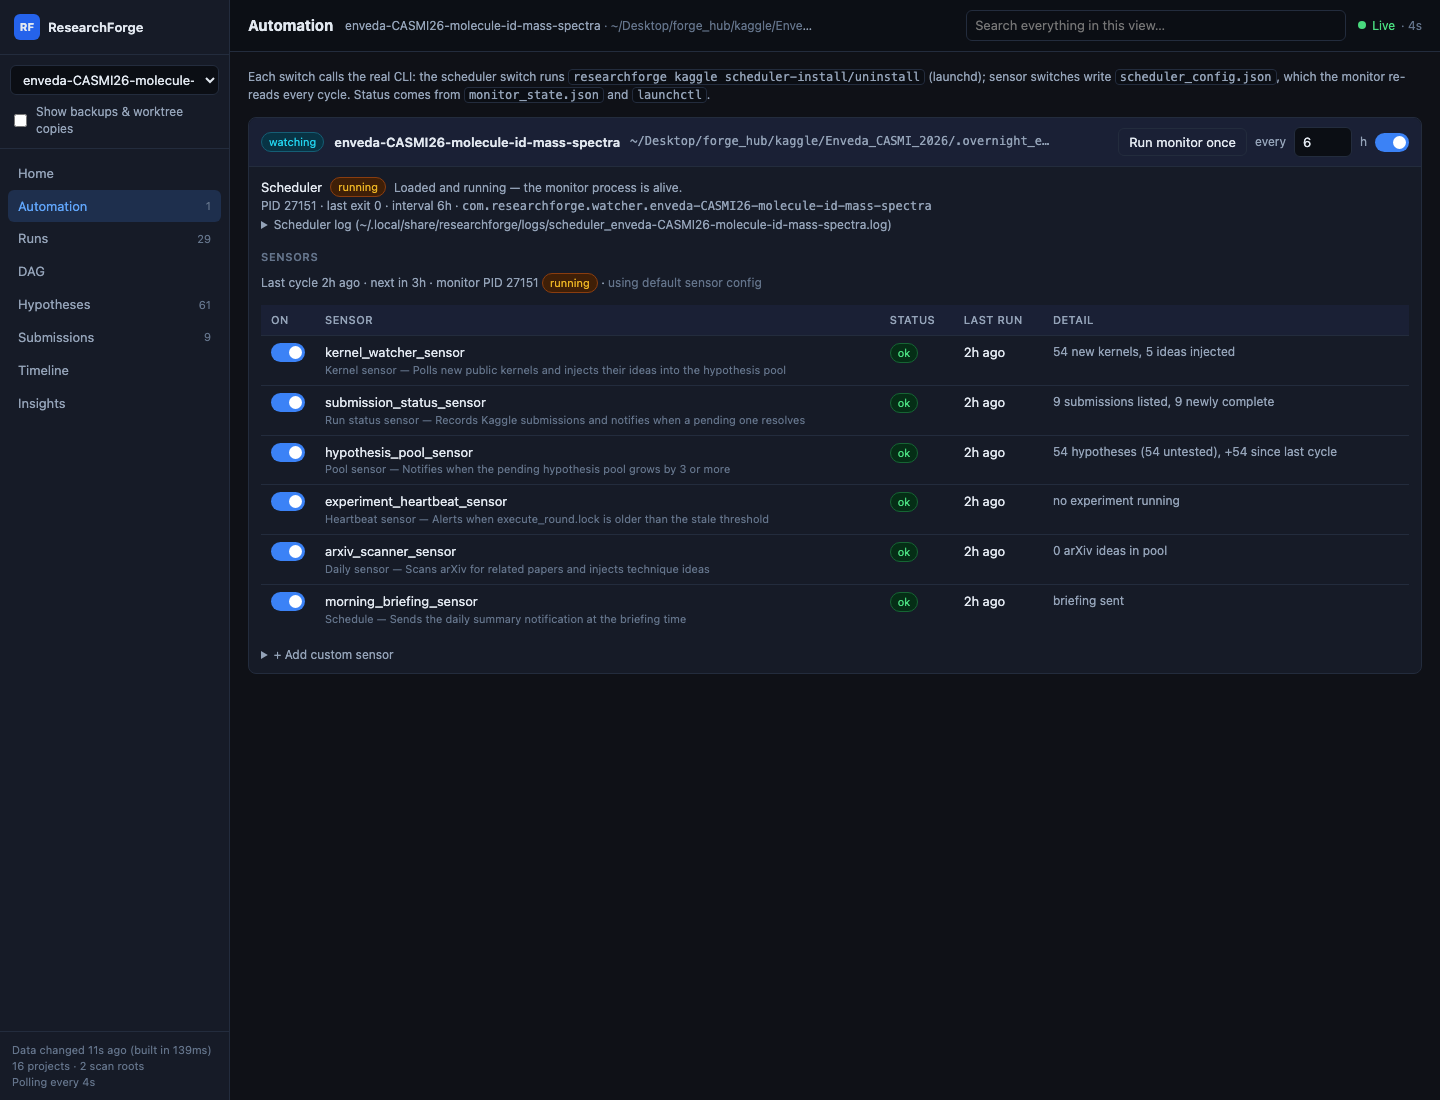 RF ResearchForge
enveda-CASMI26-molecule-
Show backups & worktree
copies
Home
Automation 1
Runs 29
DAG
Hypotheses 61
Submissions 9
Timeline
Insights
Data changed 11s ago (built in 139ms)
16 projects · 2 scan roots
Polling every 4s
Automation enveda-CASMI26-molecule-id-mass-spectra · ~/Desktop/forge_hub/kaggle/Enve… Search everything in this view… Live · 4s
Each switch calls the real CLI: the scheduler switch runs researchforge kaggle scheduler-install/uninstall (launchd); sensor switches write scheduler_config.json, which the monitor re-
reads every cycle. Status comes from monitor_state.json and launchctl.
watching enveda-CASMI26-molecule-id-mass-spectra ~/Desktop/forge_hub/kaggle/Enveda_CASMI_2026/.overnight_e… Run monitor once every 6 h
Scheduler running Loaded and running — the monitor process is alive.
PID 27151 · last exit 0 · interval 6h · com.researchforge.watcher.enveda-CASMI26-molecule-id-mass-spectra
Scheduler log (~/.local/share/researchforge/logs/scheduler_enveda-CASMI26-molecule-id-mass-spectra.log)
SENSORS
Last cycle 2h ago · next in 3h · monitor PID 27151 running · using default sensor config
ON SENSOR STATUS LAST RUN DETAIL
kernel_watcher_sensor ok 2h ago 54 new kernels, 5 ideas injected
Kernel sensor — Polls new public kernels and injects their ideas into the hypothesis pool
submission_status_sensor ok 2h ago 9 submissions listed, 9 newly complete
Run status sensor — Records Kaggle submissions and notifies when a pending one resolves
hypothesis_pool_sensor ok 2h ago 54 hypotheses (54 untested), +54 since last cycle
Pool sensor — Notifies when the pending hypothesis pool grows by 3 or more
experiment_heartbeat_sensor ok 2h ago no experiment running
Heartbeat sensor — Alerts when execute_round.lock is older than the stale threshold
arxiv_scanner_sensor ok 2h ago 0 arXiv ideas in pool
Daily sensor — Scans arXiv for related papers and injects technique ideas
morning_briefing_sensor ok 2h ago briefing sent
Schedule — Sends the daily summary notification at the briefing time
+ Add custom sensor